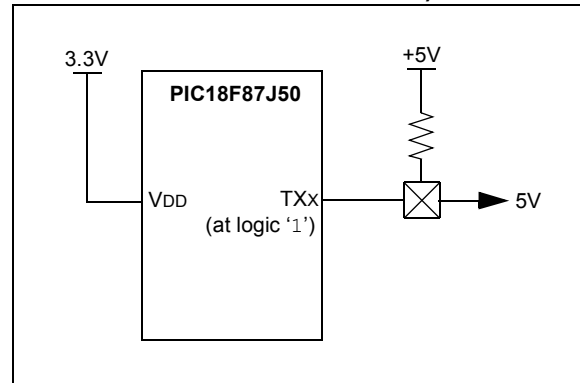 3.3V
+5V
PIC18F87J50
VDD
TXX
(at logic ‘1’)
5V